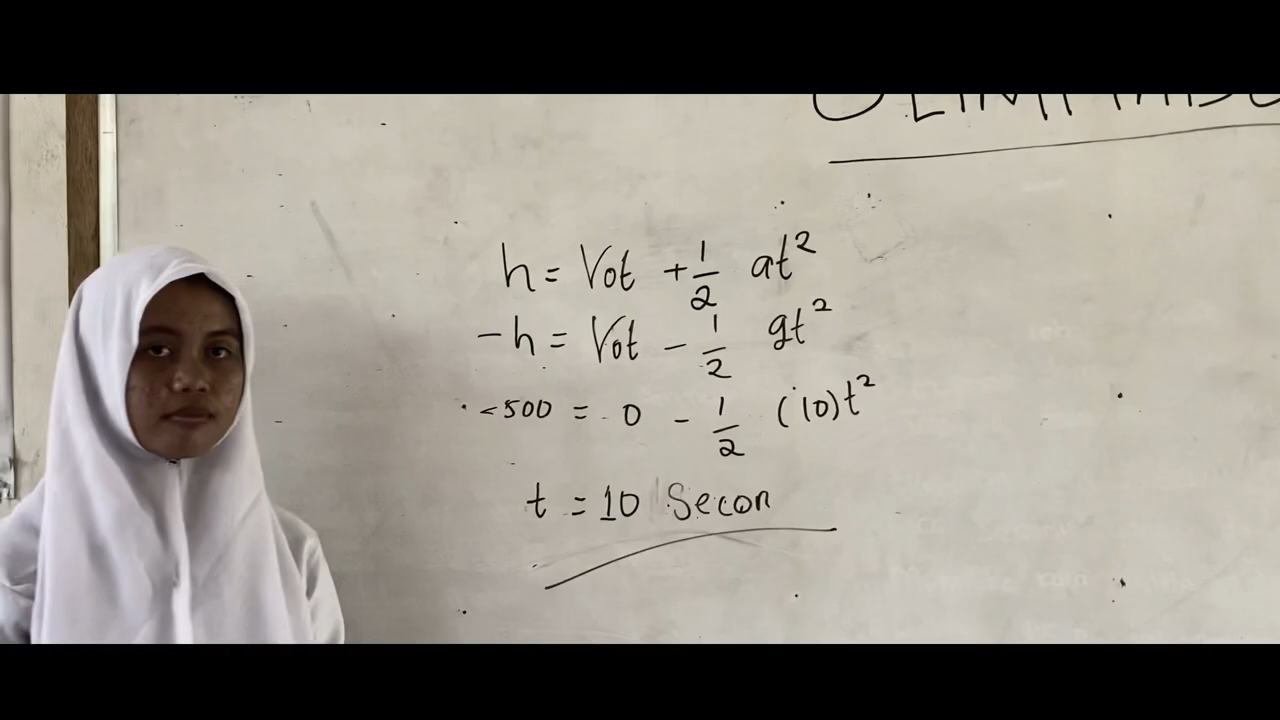 h = Vot + 1/2 at²
-h = Vot - 1/2 gt²
-500 = 0 - 1/2 (10)t²
t = 10 Secon